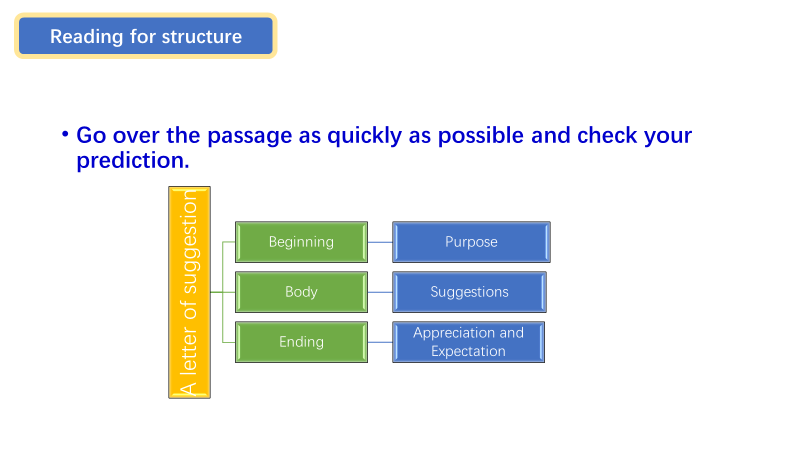 Reading for structure
• Go over the passage as quickly as possible and check your
prediction.
A letter of suggestion
Beginning
Purpose
Body
Suggestions
Ending
Appreciation and
Expectation